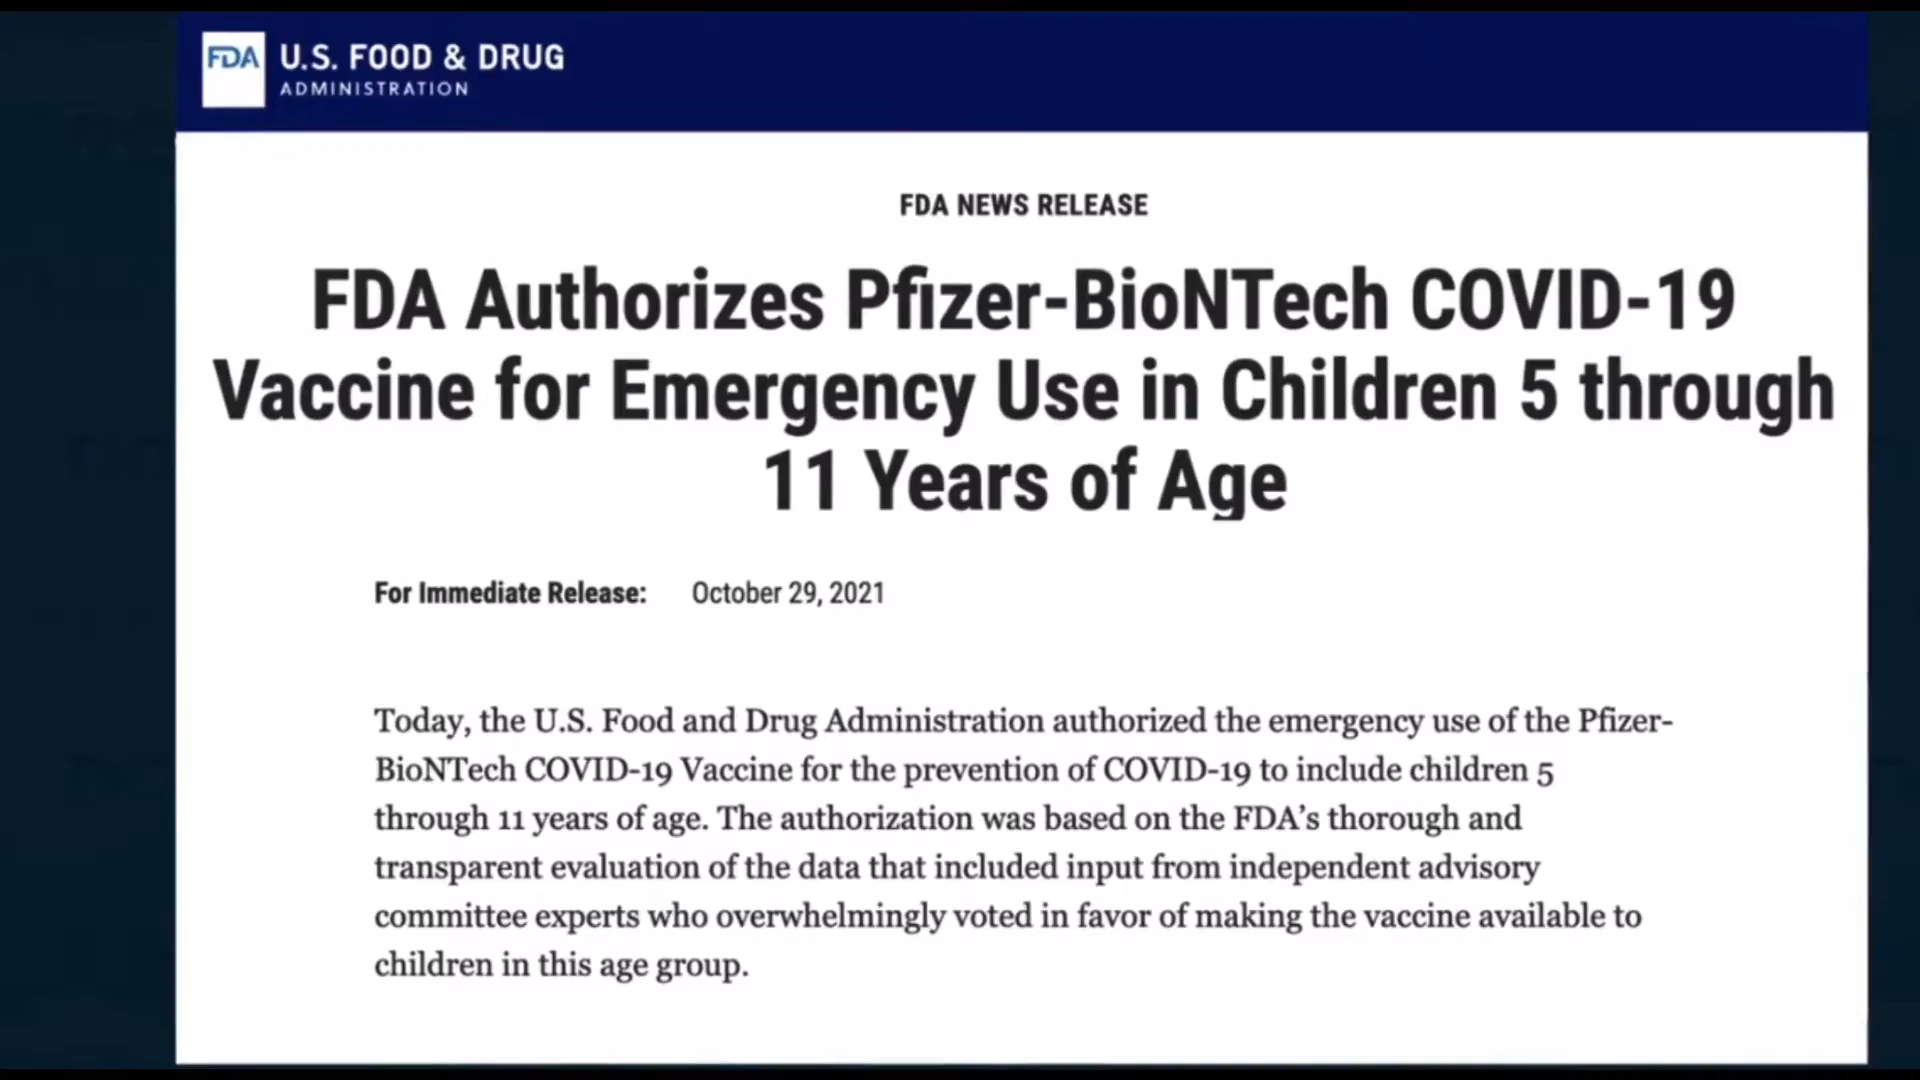 FDA U.S. FOOD & DRUG
ADMINISTRATION
FDA NEWS RELEASE
FDA Authorizes Pfizer-BioNTech COVID-19
Vaccine for Emergency Use in Children 5 through
11 Years of Age
For Immediate Release: October 29, 2021
Today, the U.S. Food and Drug Administration authorized the emergency use of the Pfizer-
BioNTech COVID-19 Vaccine for the prevention of COVID-19 to include children 5
through 11 years of age. The authorization was based on the FDA’s thorough and
transparent evaluation of the data that included input from independent advisory
committee experts who overwhelmingly voted in favor of making the vaccine available to
children in this age group.